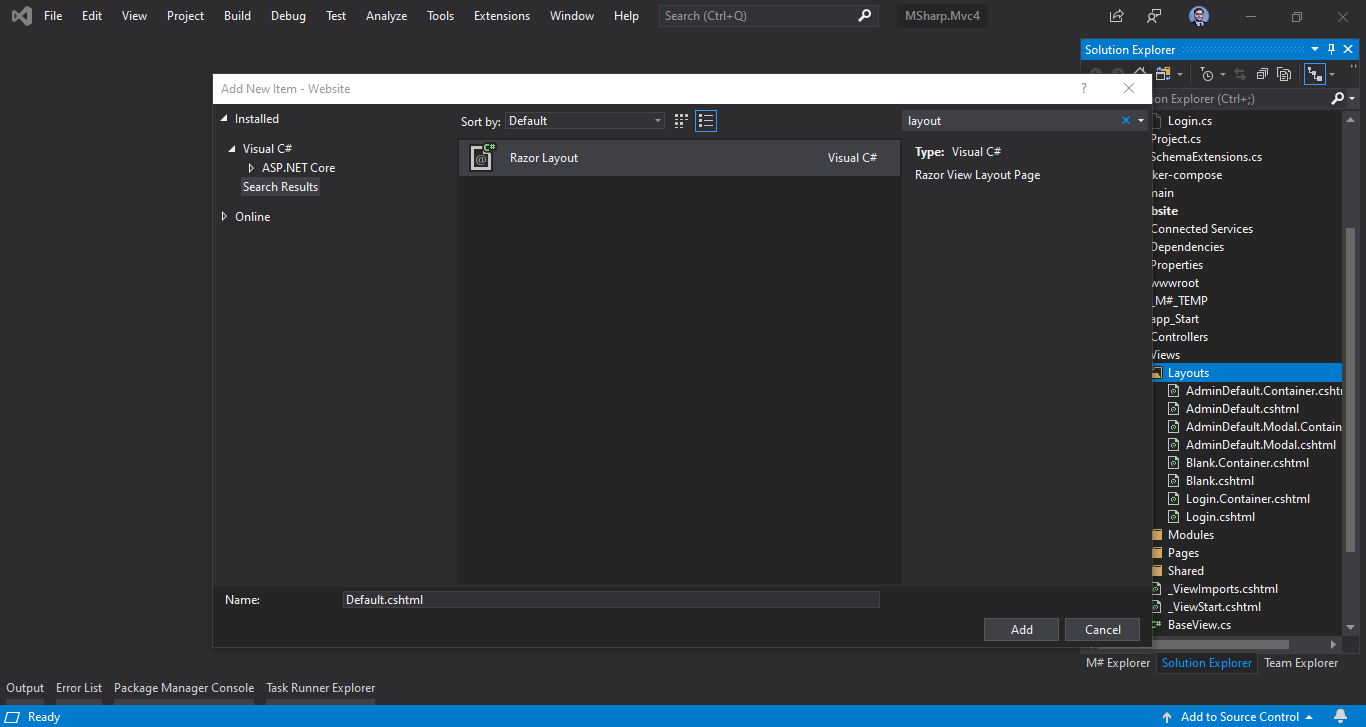 File Edit View Project Build Debug Test Analyze Tools Extensions Window Help Search (Ctrl+Q) MSharp.Mvc4
Solution Explorer
Add New Item - Website ?
Installed
Visual C#
ASP.NET Core
Search Results
Online
Sort by: Default
layout
Razor Layout Visual C#
Type: Visual C#
Razor View Layout Page
Explorer (Ctrl+;)
Login.cs
Project.cs
SchemaExtensions.cs
ker-compose
main
bsite
Connected Services
Dependencies
Properties
wwwroot
_M#_TEMP
app_Start
Controllers
Views
Layouts
AdminDefault.Container.cshtml
AdminDefault.cshtml
AdminDefault.Modal.Contain
AdminDefault.Modal.cshtml
Blank.Container.cshtml
Blank.cshtml
Login.Container.cshtml
Login.cshtml
Modules
Pages
Shared
_ViewImports.cshtml
_ViewStart.cshtml
C# BaseView.cs
Name: Default.cshtml
Add Cancel
M# Explorer Solution Explorer Team Explorer
Output Error List Package Manager Console Task Runner Explorer
Ready Add to Source Control